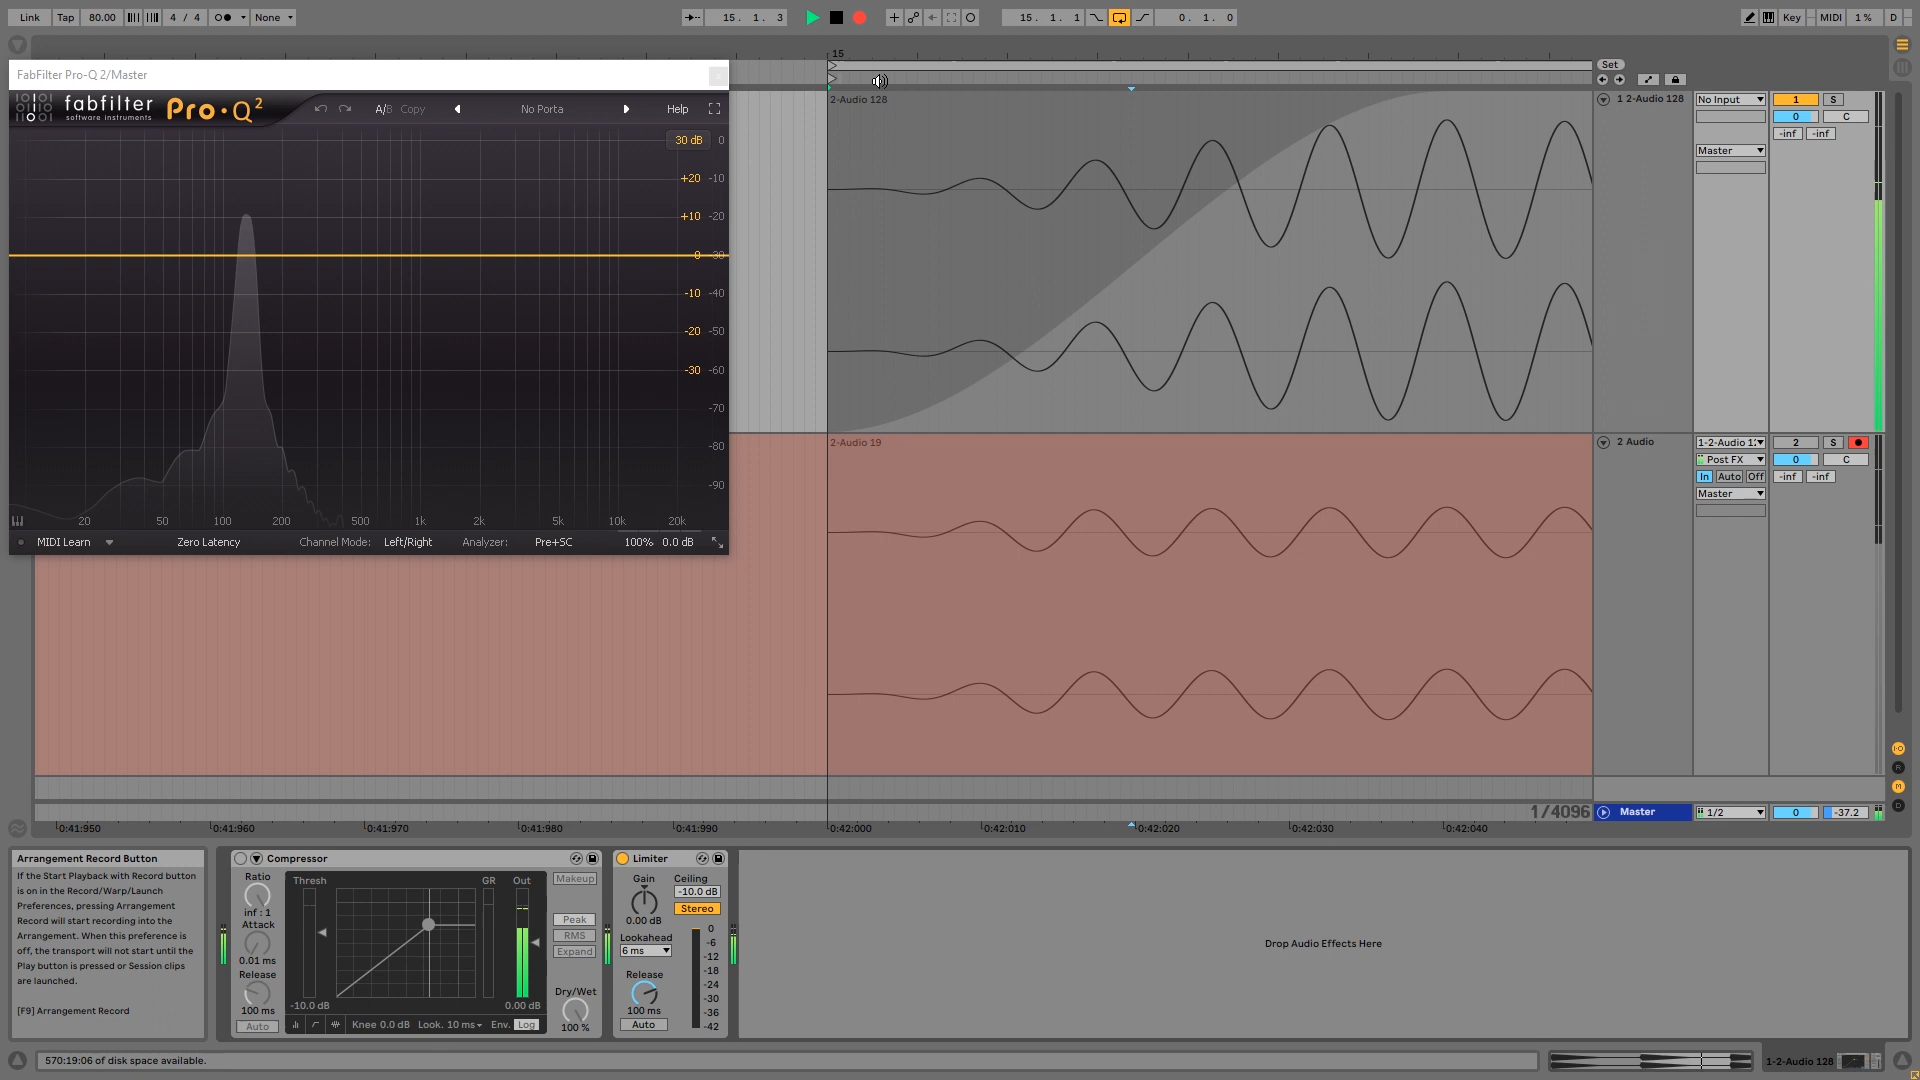 Link Tap 80.00 4 / 4 None 15. 1. 3 15. 1. 1 0. 1. 0 Key MIDI 1 % D
15
FabFilter Pro-Q 2/Master
fabfilter
software instruments
Pro·Q2
A/B Copy No Porta Help
Set
2-Audio 128
1 2-Audio 128 No Input 1 S
0 C
-inf -inf
Master
30 dB 0
+20 -10
+10 -20
0 -30
-10 -40
-20 -50
-30 -60
-70
-80
-90
20 50 100 200 500 1k 2k 5k 10k 20k
MIDI Learn Zero Latency Channel Mode: Left/Right Analyzer: Pre+SC 100% 0.0 dB
2-Audio 19
2 Audio 1-2-Audio 12 2 S
Post FX 0 C
In Auto Off -inf -inf
Master
I·O
R
M
D
1/4096
Master 1/2 0 -37.2
0:41:950 0:41:960 0:41:970 0:41:980 0:41:990 0:42:000 0:42:010 0:42:020 0:42:030 0:42:040
Arrangement Record Button
If the Start Playback with Record button
is on in the Record/Warp/Launch
Preferences, pressing Arrangement
Record will start recording into the
Arrangement. When this preference is
off, the transport will not start until the
Play button is pressed or Session clips
are launched.
[F9] Arrangement Record
Compressor
Ratio
inf : 1
Attack
0.01 ms
Release
100 ms
Auto
Thresh GR Out
-10.0 dB 0.00 dB
Knee 0.0 dB Look. 10 ms Env. Log
Makeup
Peak
RMS
Expand
Dry/Wet
100 %
Limiter
Gain
0.00 dB
Ceiling
-10.0 dB
Stereo
Lookahead
6 ms
Release
100 ms
Auto
0
-6
-12
-18
-24
-30
-36
-42
Drop Audio Effects Here
570:19:06 of disk space available.
1-2-Audio 128